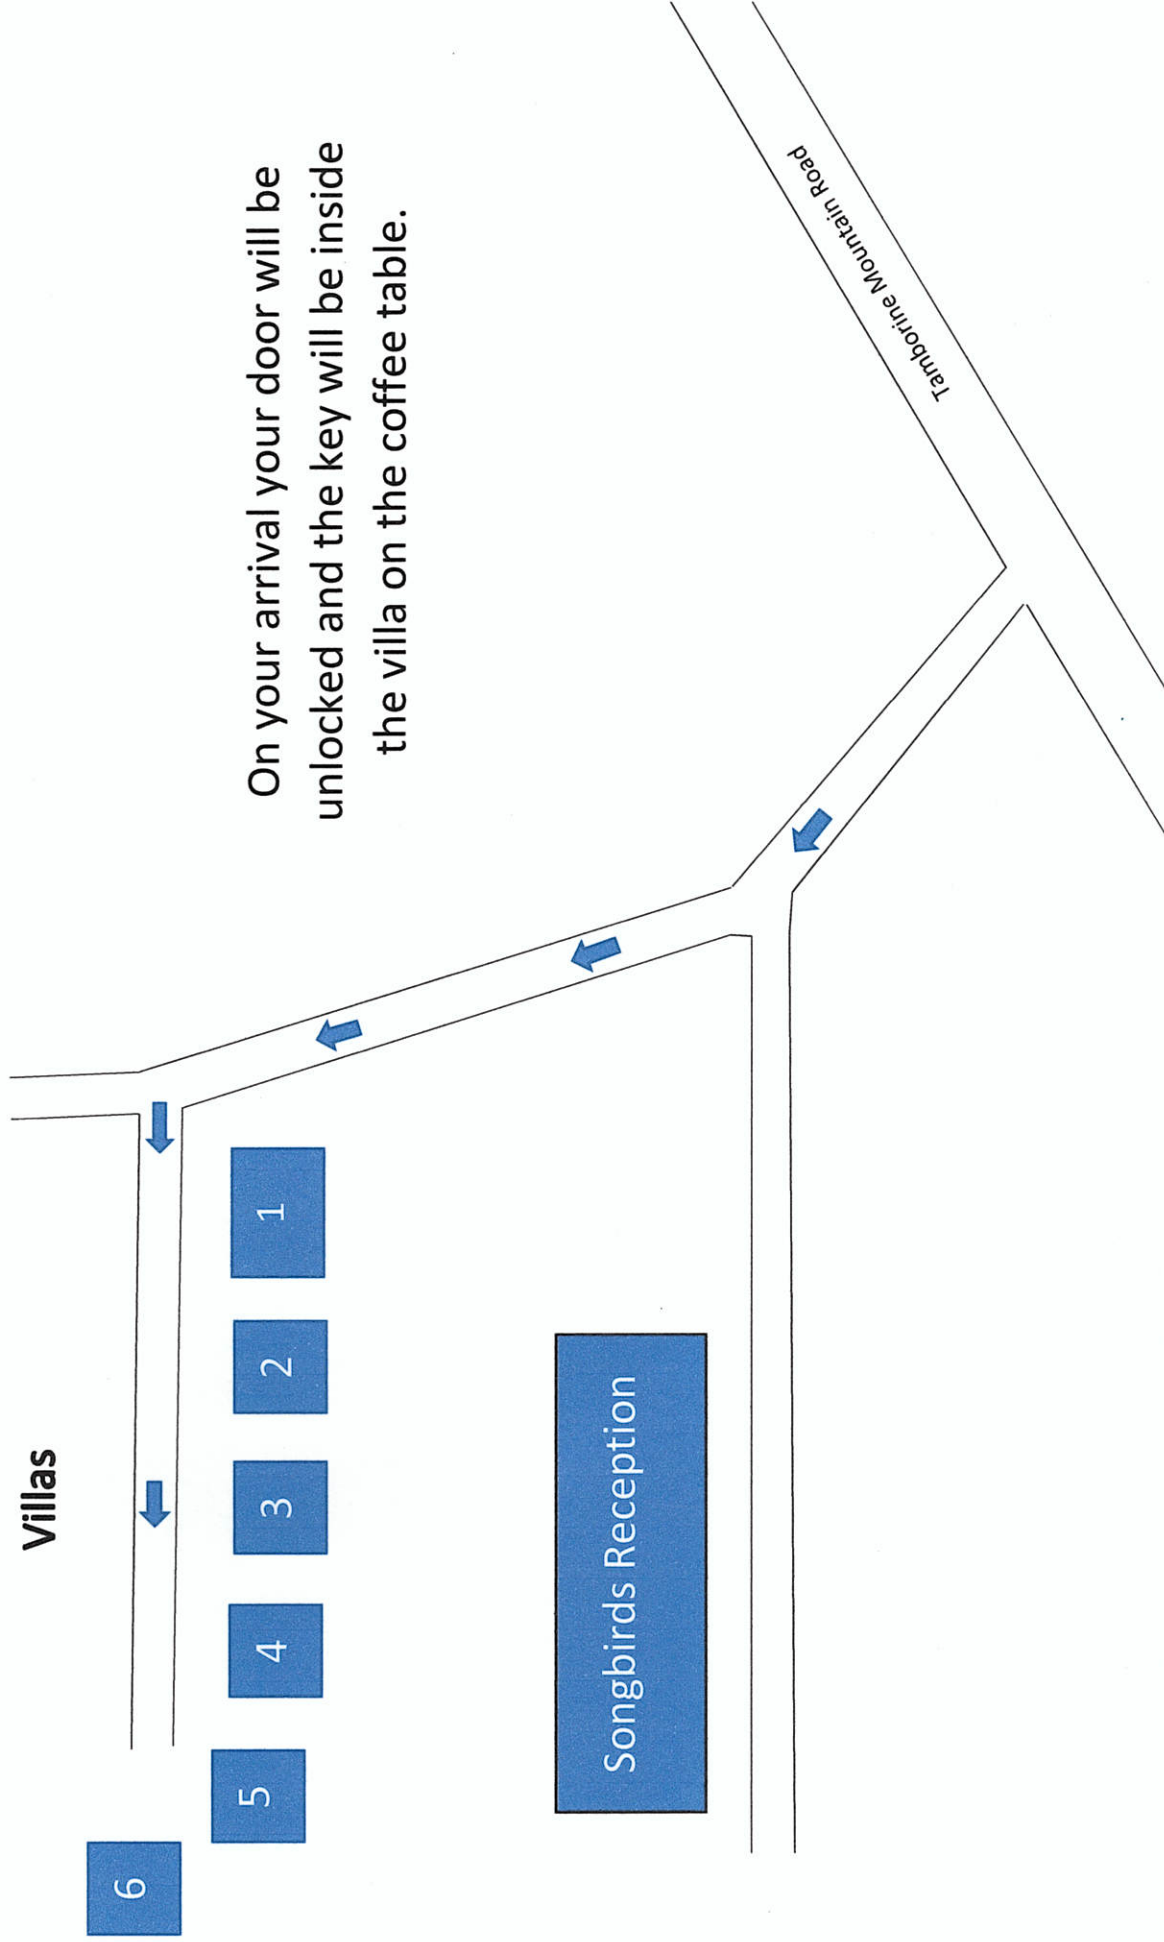 Villas
On your arrival your door will be
unlocked and the key will be inside
the villa on the coffee table.
6
5
4
3
2
1
Songbirds Reception
Tamborine Mountain Road